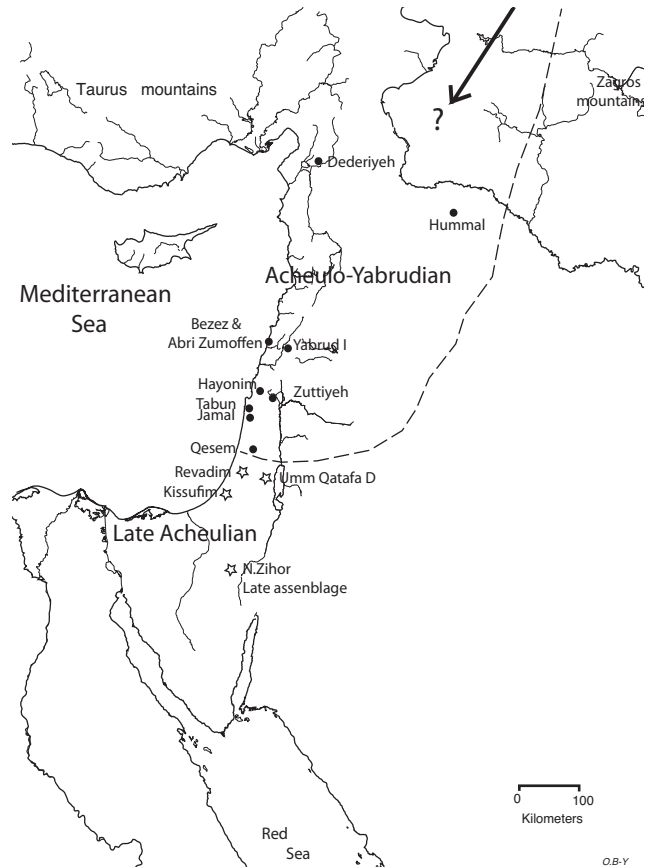 Taurus mountains
Zagros
mountains
?
Dederiyeh
Hummal
Acheulo-Yabrudian
Mediterranean
Sea
Bezez &
Abri Zumoffen
Yabrud I
Hayonim
Zuttiyeh
Tabun
Jamal
Qesem
Revadim
Umm Qatafa D
Kissufim
Late Acheulian
N.Zihor
Late assenblage
0 100
Kilometers
Red
Sea
O.B-Y